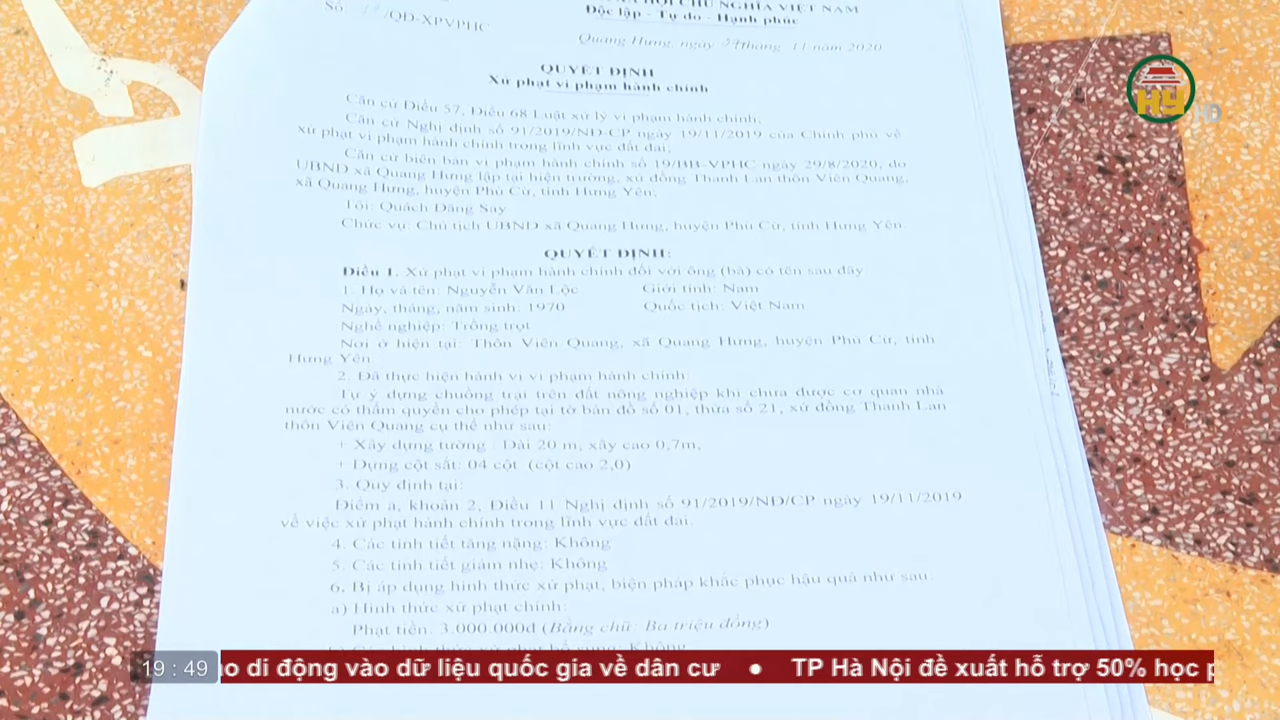 HỘI CHỦ NGHĨA VIỆT NAM
Độc lập - Tự do - Hạnh phúc
Số: /QĐ-XPVPHC
Quang Hưng, ngày tháng 11 năm 2020
QUYẾT ĐỊNH
Xử phạt vi phạm hành chính
Căn cứ Điều 57, Điều 68 Luật xử lý vi phạm hành chính;
Căn cứ Nghị định số 91/2019/NĐ-CP ngày 19/11/2019 của Chính phủ về
xử phạt vi phạm hành chính trong lĩnh vực đất đai;
Căn cứ biên bản vi phạm hành chính số 19/BB-VPHC ngày 29/8/2020, do
UBND xã Quang Hưng lập tại hiện trường, xứ đồng Thanh Lan thôn Viên Quang,
xã Quang Hưng, huyện Phù Cừ, tỉnh Hưng Yên;
Tôi: Quách Đăng Say
Chức vụ: Chủ tịch UBND xã Quang Hưng, huyện Phù Cừ, tỉnh Hưng Yên.
QUYẾT ĐỊNH:
Điều 1. Xử phạt vi phạm hành chính đối với ông (bà) có tên sau đây
1. Họ và tên: Nguyễn Văn Lộc Giới tính: Nam
Ngày, tháng, năm sinh: 1970 Quốc tịch: Việt Nam
Nghề nghiệp: Trồng trọt
Nơi ở hiện tại: Thôn Viên Quang, xã Quang Hưng, huyện Phù Cừ, tỉnh
Hưng Yên.
2. Đã thực hiện hành vi vi phạm hành chính:
Tự ý dựng chuồng trại trên đất nông nghiệp khi chưa được cơ quan nhà
nước có thẩm quyền cho phép tại tờ bản đồ số 01, thửa số 21, xứ đồng Thanh Lan
thôn Viên Quang cụ thể như sau:
+ Xây dựng tường : Dài 20 m, xây cao 0,7m,
+ Dựng cột sắt: 04 cột (cột cao 2,0)
3. Quy định tại:
Điểm a, khoản 2, Điều 11 Nghị định số 91/2019/NĐ/CP ngày 19/11/2019
về việc xử phạt hành chính trong lĩnh vực đất đai.
4. Các tình tiết tăng nặng: Không
5. Các tình tiết giảm nhẹ: Không
6. Bị áp dụng hình thức xử phạt, biện pháp khắc phục hậu quả như sau:
a) Hình thức xử phạt chính:
Phạt tiền: 3.000.000đ (Bằng chữ: Ba triệu đồng)
HY HD
19 : 49 di động vào dữ liệu quốc gia về dân cư ● TP Hà Nội đề xuất hỗ trợ 50% học